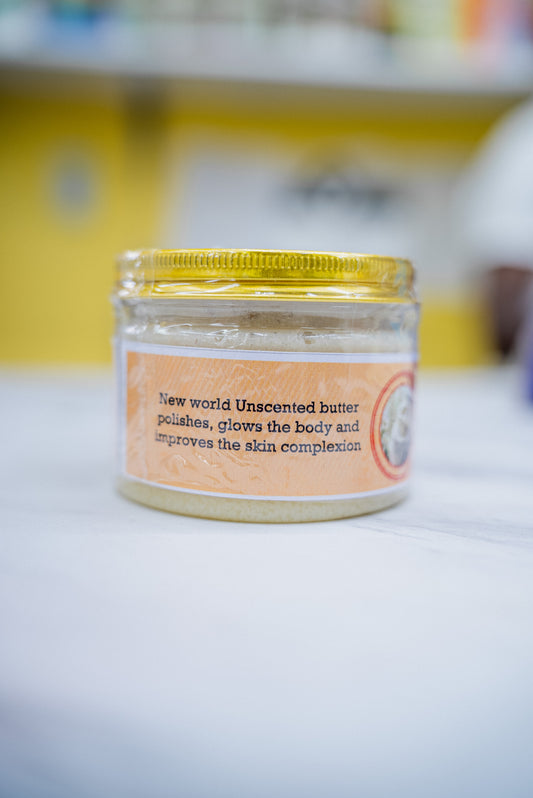 New world Unscented butter
polishes, glows the body and
improves the skin complexion